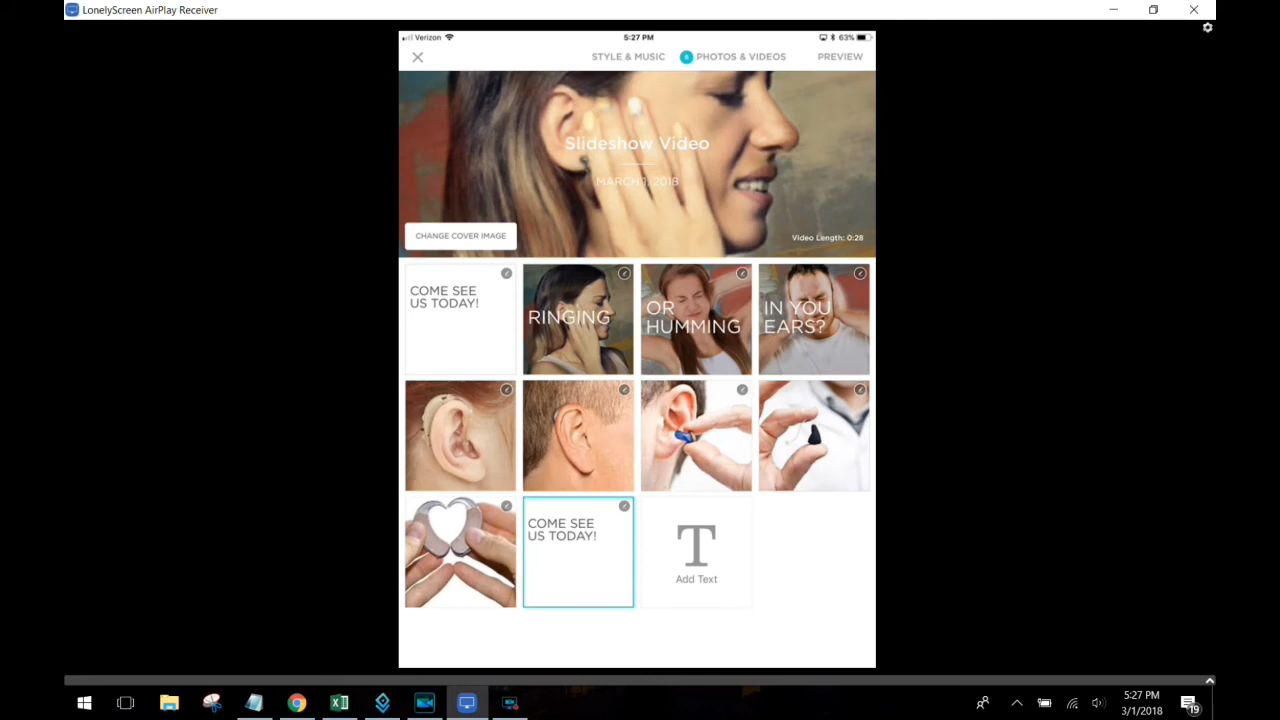 LonelyScreen AirPlay Receiver
Verizon
5:27 PM
63%
STYLE & MUSIC
8 PHOTOS & VIDEOS
PREVIEW
Slideshow Video
MARCH 1, 2018
CHANGE COVER IMAGE
Video Length: 0:28
COME SEE
US TODAY!
RINGING
OR
HUMMING
IN YOU
EARS?
COME SEE
US TODAY!
T
Add Text
5:27 PM
3/1/2018
19